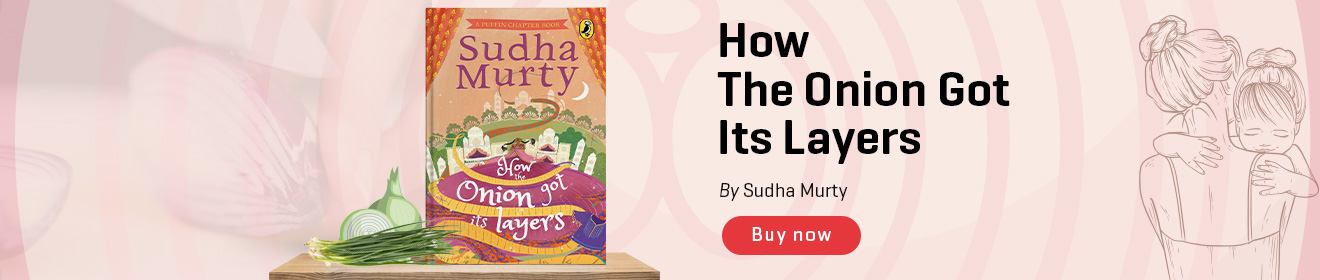 A PUFFIN CHAPTER BOOK
Sudha
Murty
How
the
Onion got
its layers
How
The Onion Got
Its Layers
By Sudha Murty
Buy now